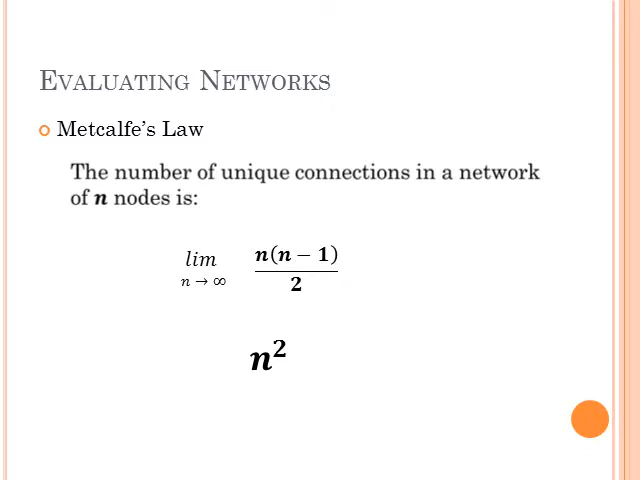 EVALUATING NETWORKS
Metcalfe's Law
The number of unique connections in a network
of n nodes is:
lim n → ∞ n(n − 1) / 2
n²